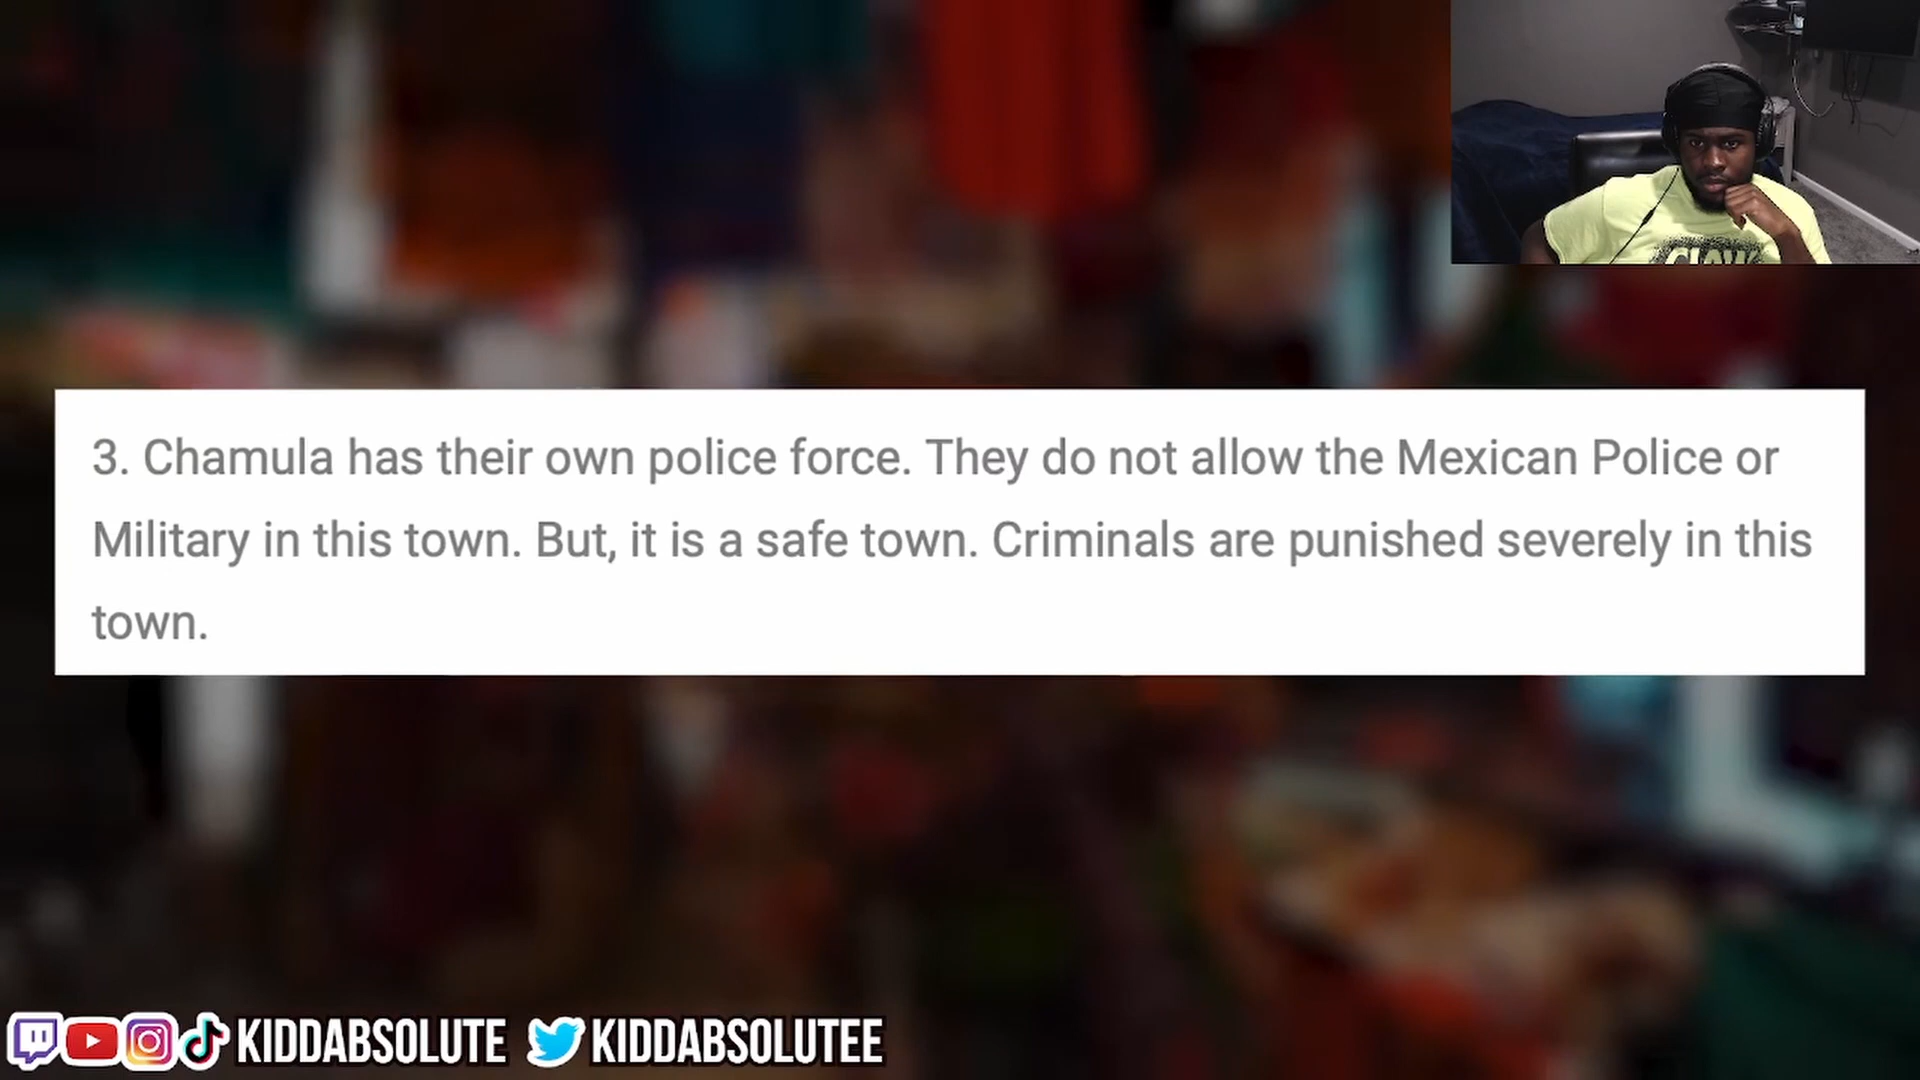 3. Chamula has their own police force. They do not allow the Mexican Police or
Military in this town. But, it is a safe town. Criminals are punished severely in this
town.
KIDDABSOLUTE KIDDABSOLUTEE